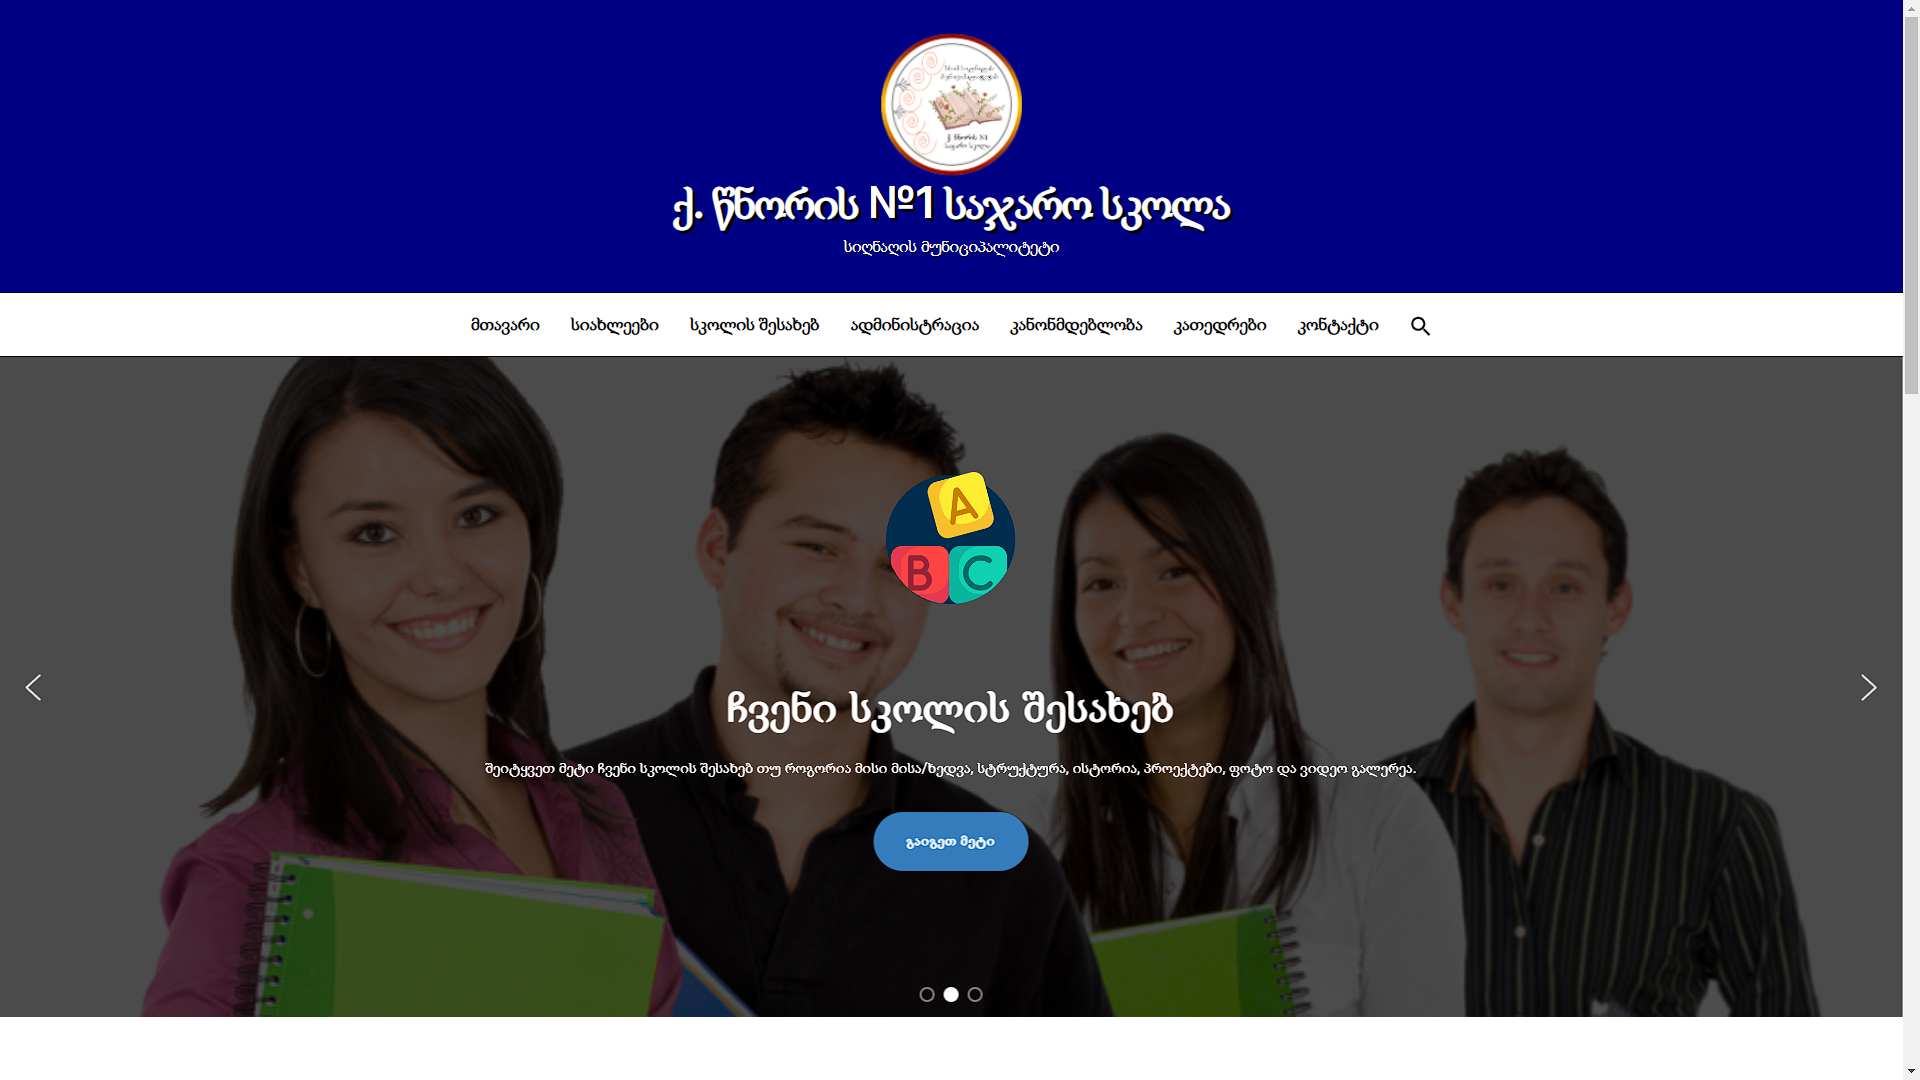 ქ. წნორის №1 საჯარო სკოლა
სიღნაღის მუნიციპალიტეტი
მთავარი სიახლეები სკოლის შესახებ ადმინისტრაცია კანონმდებლობა კათედრები კონტაქტი
A
B C
ჩვენი სკოლის შესახებ
შეიტყვეთ მეტი ჩვენი სკოლის შესახებ თუ როგორია მისი მისა/ხედვა, სტრუქტურა, ისტორია, პროექტები, ფოტო და ვიდეო გალერეა.
გაიგეთ მეტი